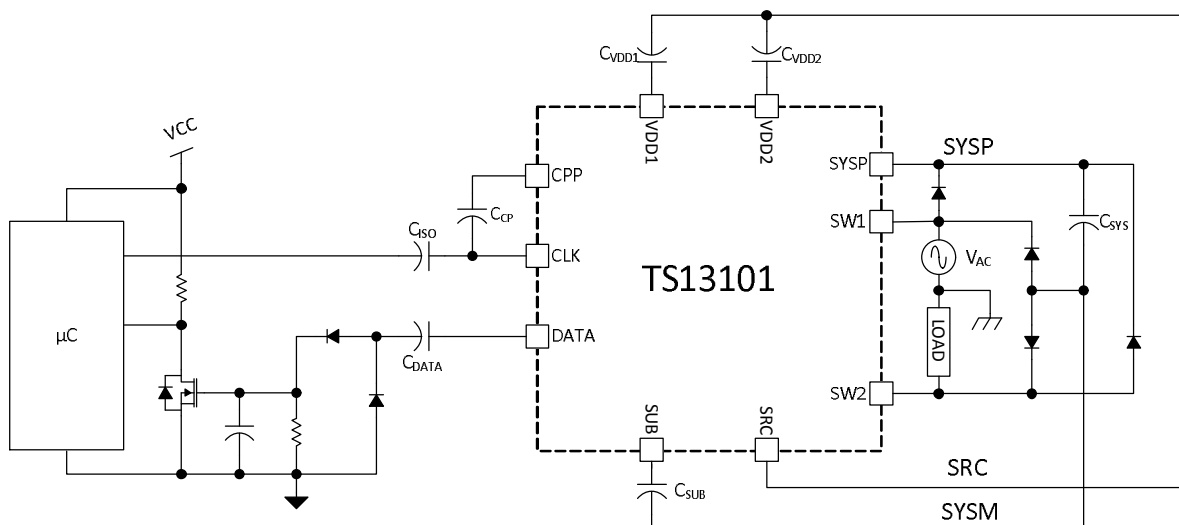 CVDD1
CVDD2
VCC
VDD1
VDD2
SYSP
SYSP
CPP
CCP
SW1
CISO
CLK
CSYS
VAC
TS13101
µC
DATA
CDATA
LOAD
SW2
SUB
SRC
SRC
CSUB
SYSM